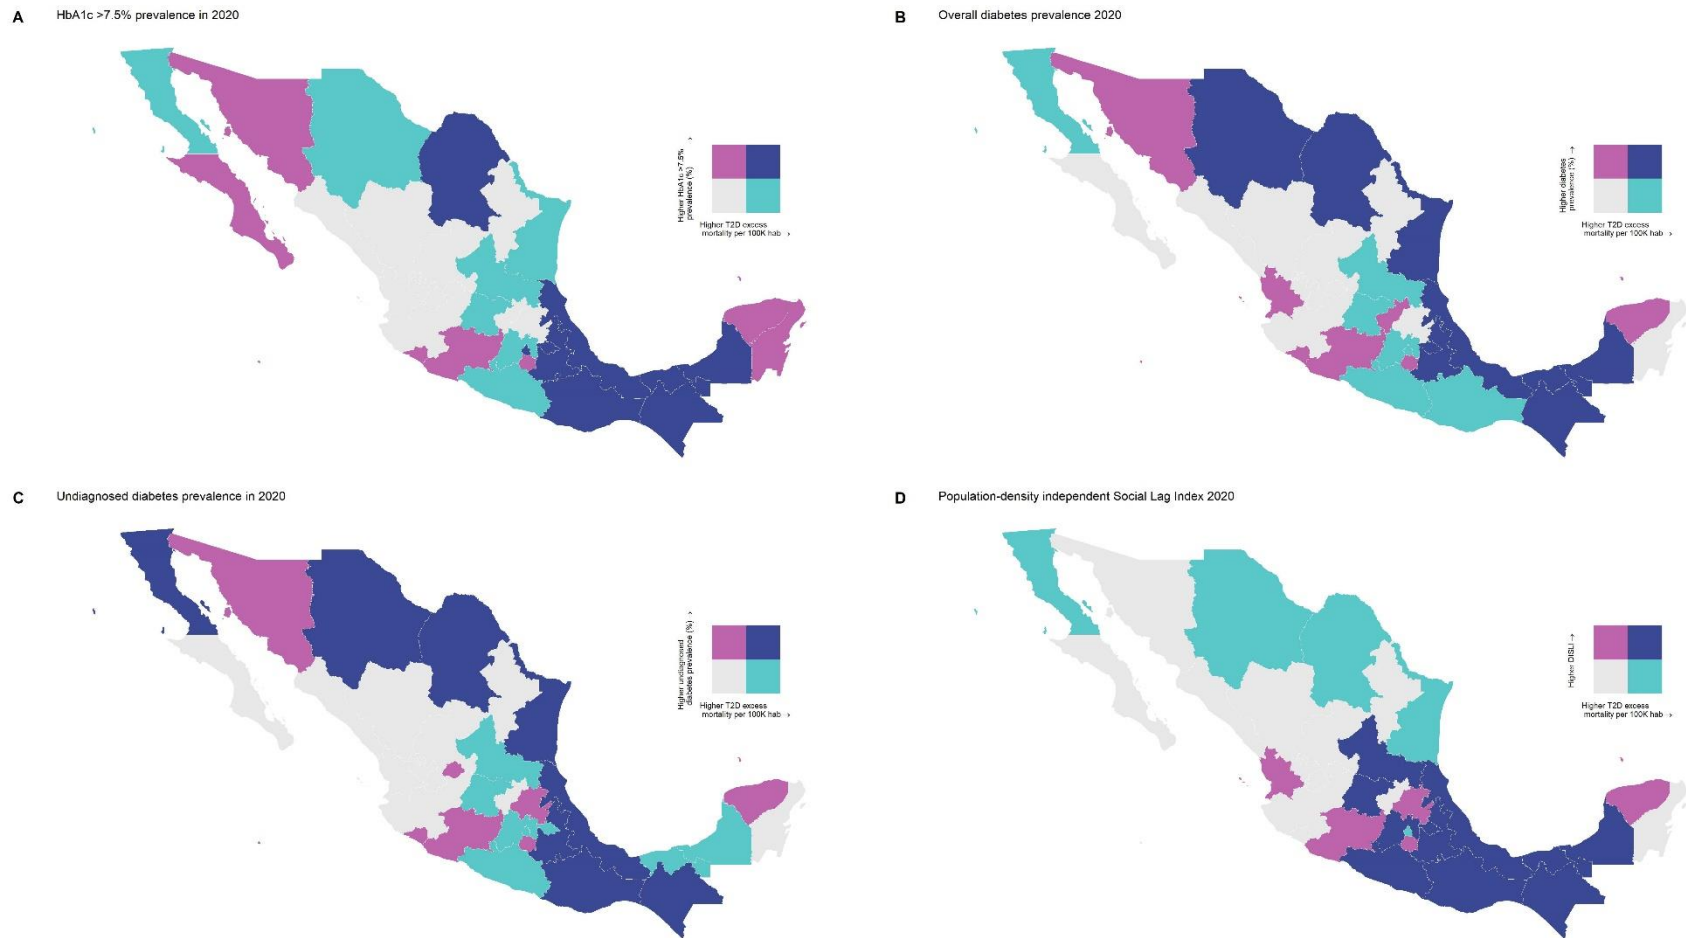 A HbA1c >7.5% prevalence in 2020
Higher HbA1c >7.5%
prevalence (%) →
Higher T2D excess
mortality per 100K hab →
B Overall diabetes prevalence 2020
Higher diabetes
prevalence (%) →
Higher T2D excess
mortality per 100K hab →
C Undiagnosed diabetes prevalence in 2020
Higher undiagnosed
diabetes prevalence (%) →
Higher T2D excess
mortality per 100K hab →
D Population-density independent Social Lag Index 2020
Higher DISLI →
Higher T2D excess
mortality per 100K hab →